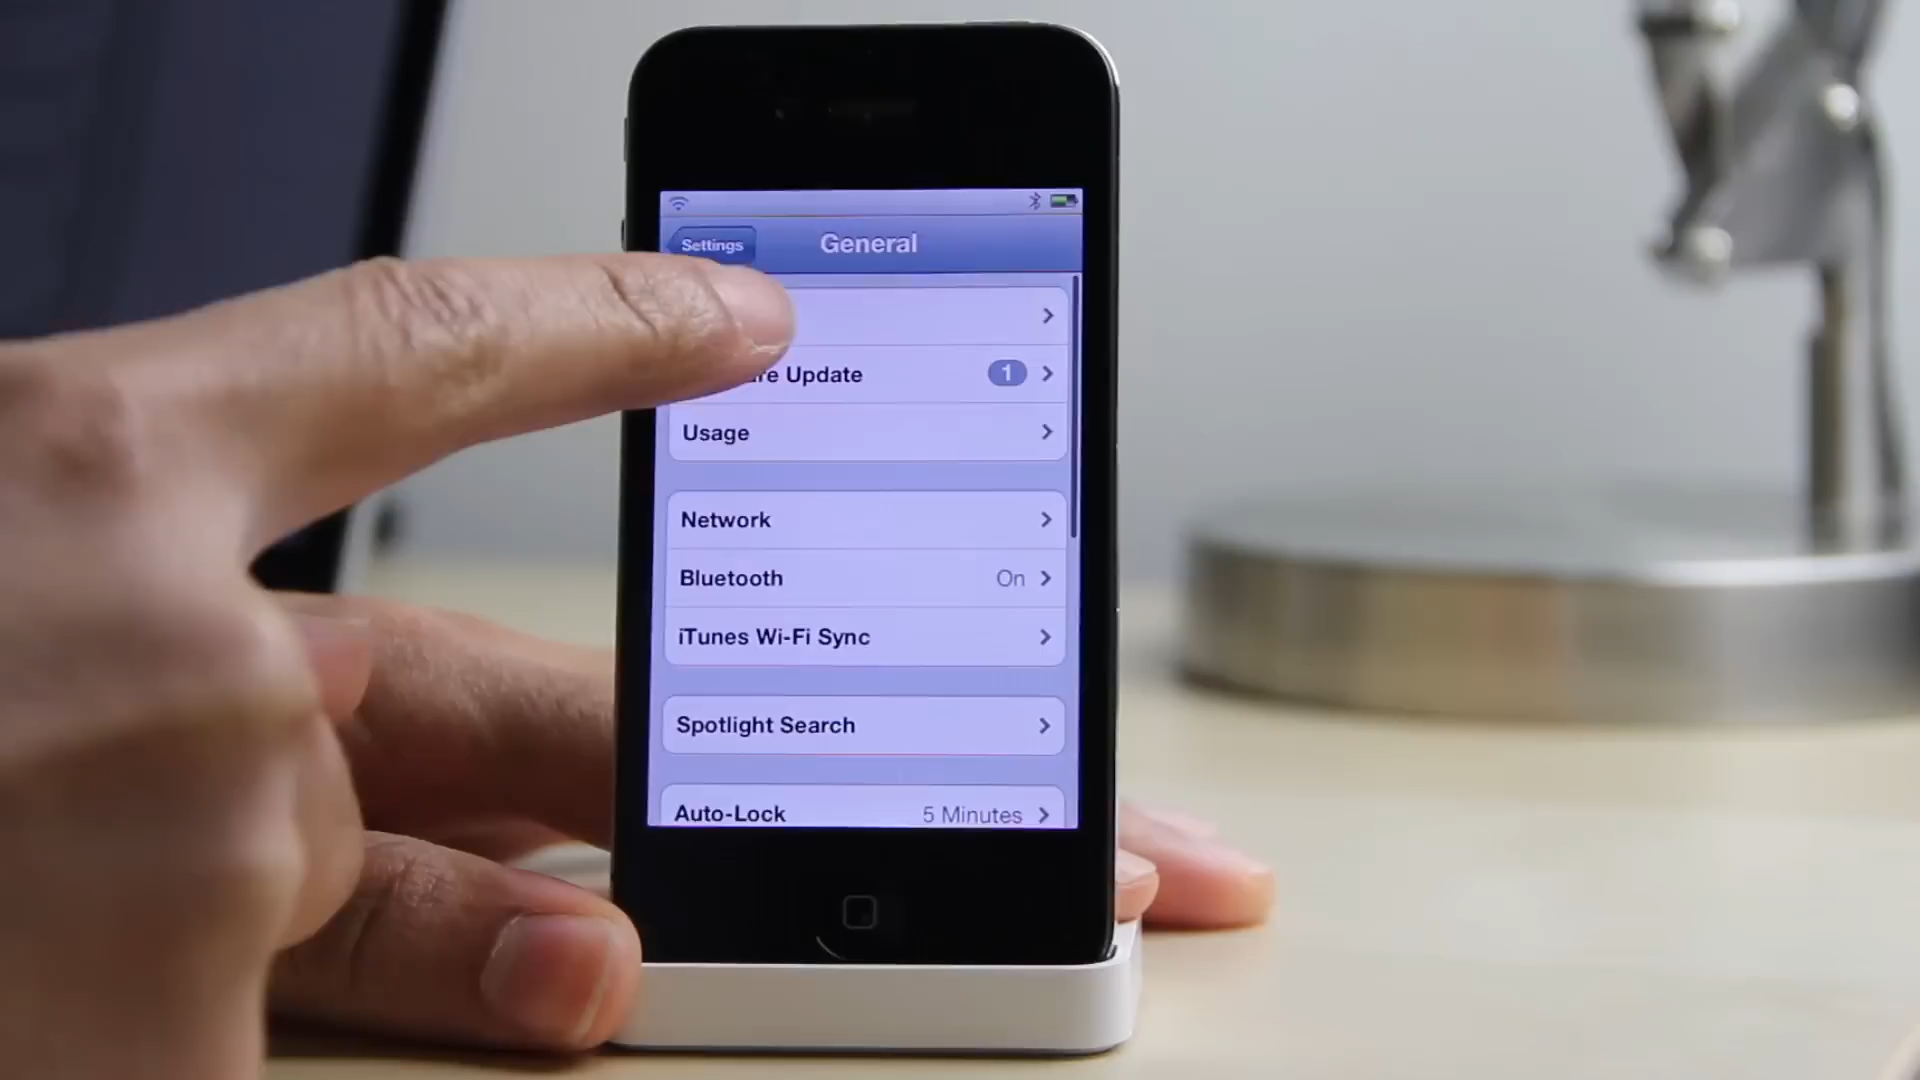 Settings
General
re Update
1
Usage
Network
Bluetooth
On
iTunes Wi-Fi Sync
Spotlight Search
Auto-Lock
5 Minutes